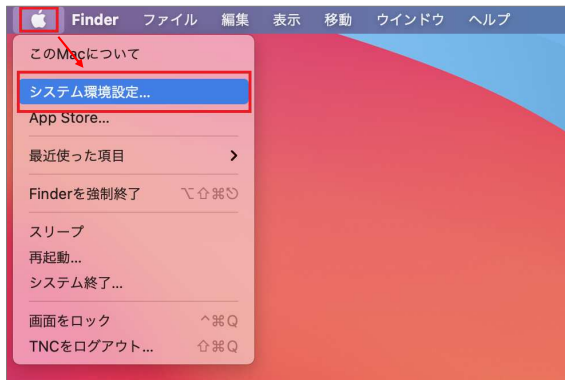 Finder ファイル 編集 表示 移動 ウインドウ ヘルプ
このMacについて
システム環境設定...
App Store...
最近使った項目
Finderを強制終了 ⌥⇧⌘⎋
スリープ
再起動...
システム終了...
画面をロック ^⌘Q
TNCをログアウト... ⇧⌘Q